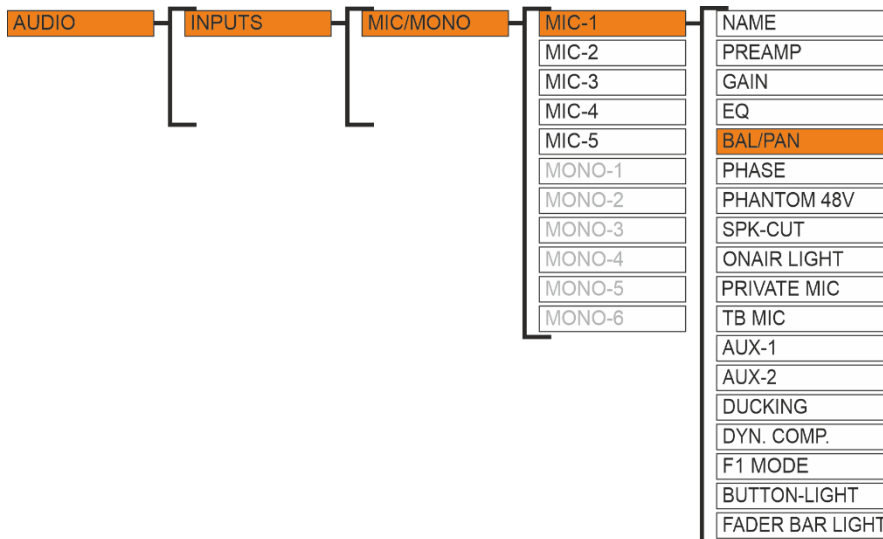 AUDIO
INPUTS
MIC/MONO
MIC-1
MIC-2
MIC-3
MIC-4
MIC-5
MONO-1
MONO-2
MONO-3
MONO-4
MONO-5
MONO-6
NAME
PREAMP
GAIN
EQ
BAL/PAN
PHASE
PHANTOM 48V
SPK-CUT
ONAIR LIGHT
PRIVATE MIC
TB MIC
AUX-1
AUX-2
DUCKING
DYN. COMP.
F1 MODE
BUTTON-LIGHT
FADER BAR LIGHT